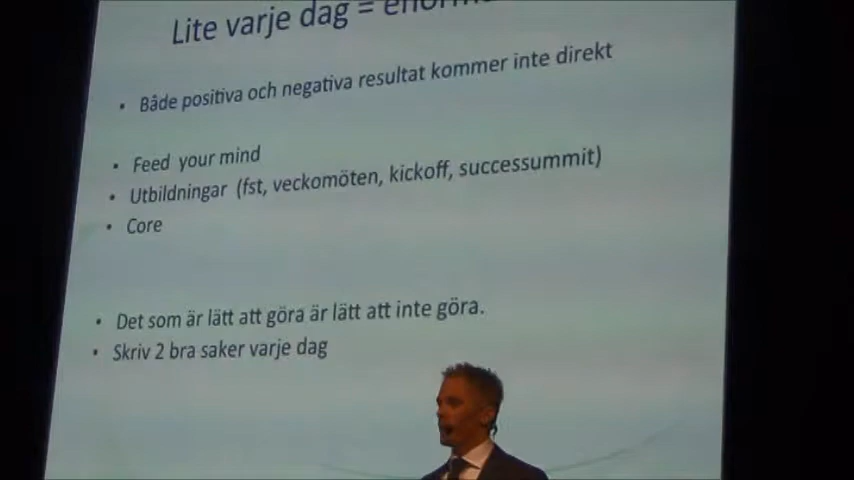 Lite varje dag =
• Både positiva och negativa resultat kommer inte direkt
• Feed your mind
• Utbildningar (fst, veckomöten, kickoff, successummit)
• Core
• Det som är lätt att göra är lätt att inte göra.
• Skriv 2 bra saker varje dag